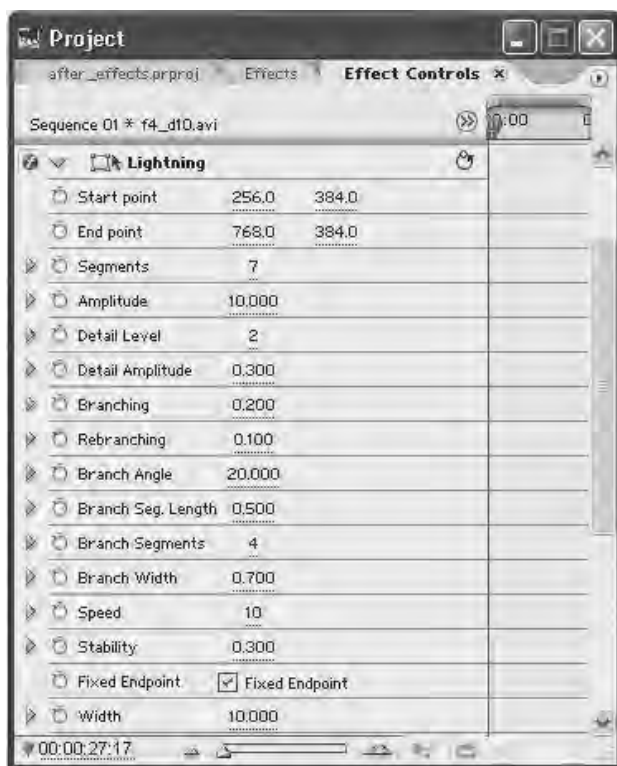 Project
after_effects.prproj Effects Effect Controls
Sequence 01 * f4_d10.avi
Lightning
Start point 256.0 384.0
End point 768.0 384.0
Segments 7
Amplitude 10.000
Detail Level 2
Detail Amplitude 0.300
Branching 0.200
Rebranching 0.100
Branch Angle 20.000
Branch Seg. Length 0.500
Branch Segments 4
Branch Width 0.700
Speed 10
Stability 0.300
Fixed Endpoint Fixed Endpoint
Width 10.000
00:00:27:17